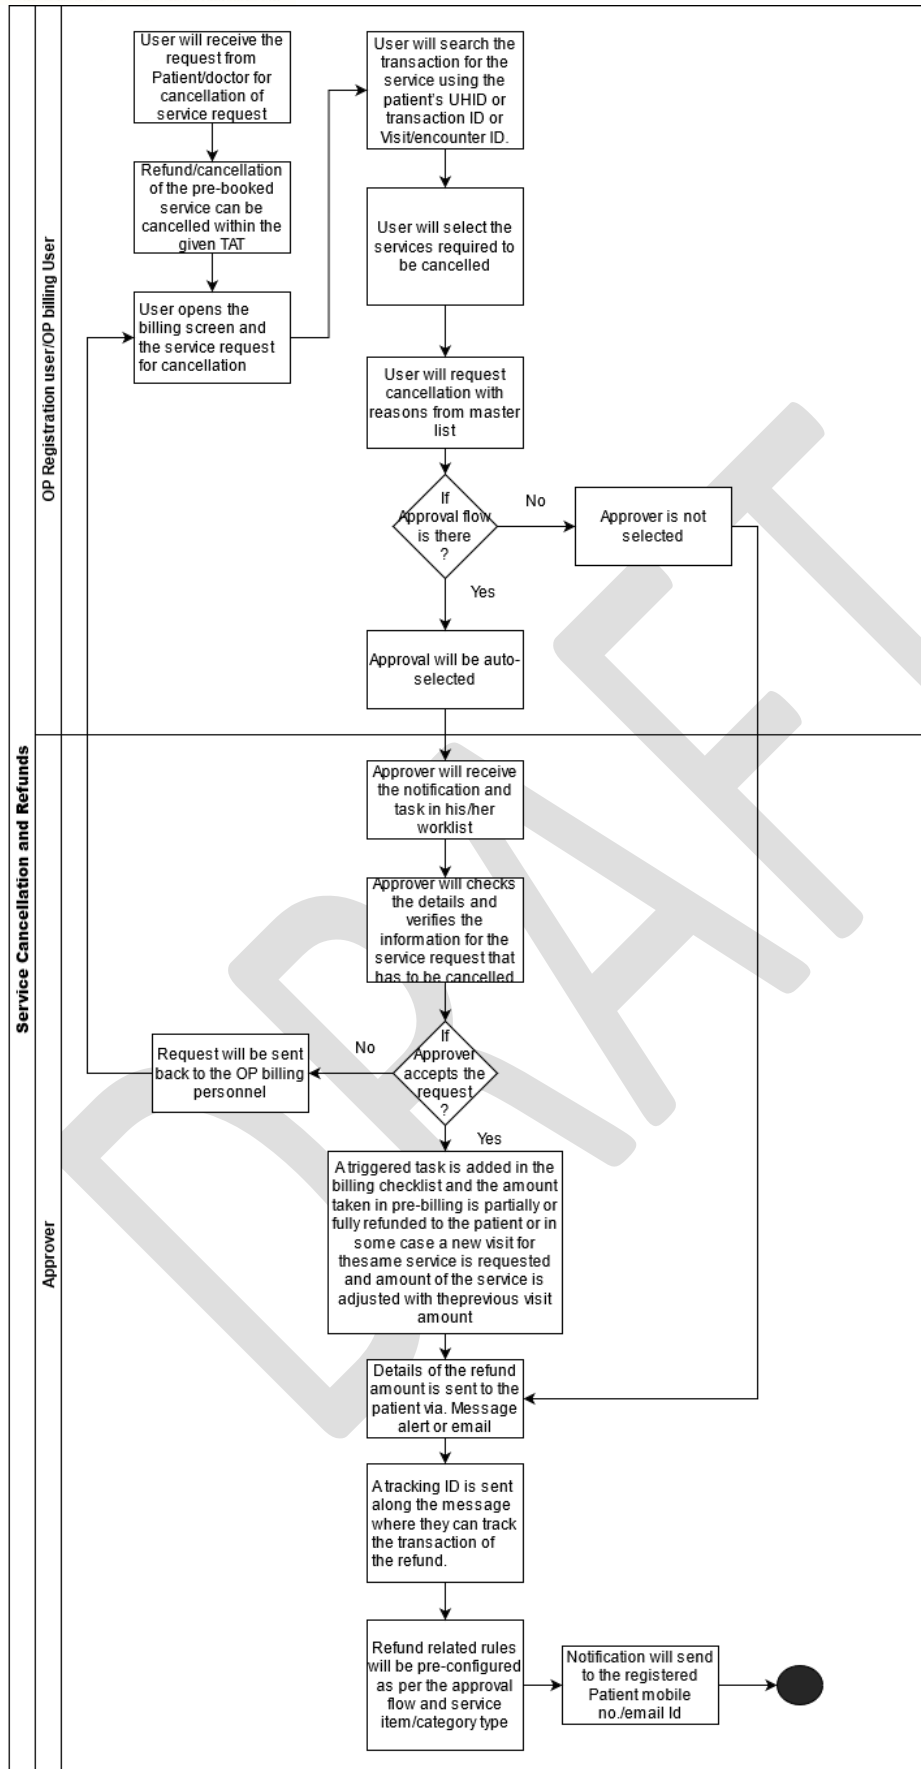 Service Cancellation and Refunds
OP Registration user/OP billing User
User will receive the
request from
Patient/doctor for
cancellation of
service request
Refund/cancellation
of the pre-booked
service can be
cancelled within the
given TAT
User opens the
billing screen and
the service request
for cancellation
User will search the
transaction for the
service using the
patient's UHID or
transaction ID or
Visit/encounter ID.
User will select the
services required to
be cancelled
User will request
cancellation with
reasons from master
list
If
Approval flow
is there
?
No
Approver is not
selected
Yes
Approval will be auto-
selected
Approver
Approver will receive
the notification and
task in his/her
worklist
Approver will checks
the details and
verifies the
information for the
service request that
has to be cancelled
If
Approver
accepts the
request
?
No
Request will be sent
back to the OP billing
personnel
Yes
A triggered task is added in the
billing checklist and the amount
taken in pre-billing is partially or
fully refunded to the patient or in
some case a new visit for
thesame service is requested
and amount of the service is
adjusted with theprevious visit
amount
Details of the refund
amount is sent to the
patient via. Message
alert or email
A tracking ID is sent
along the message
where they can track
the transaction of
the refund.
Refund related rules
will be pre-configured
as per the approval
flow and service
item/category type
Notification will send
to the registered
Patient mobile
no./email Id
DRAFT